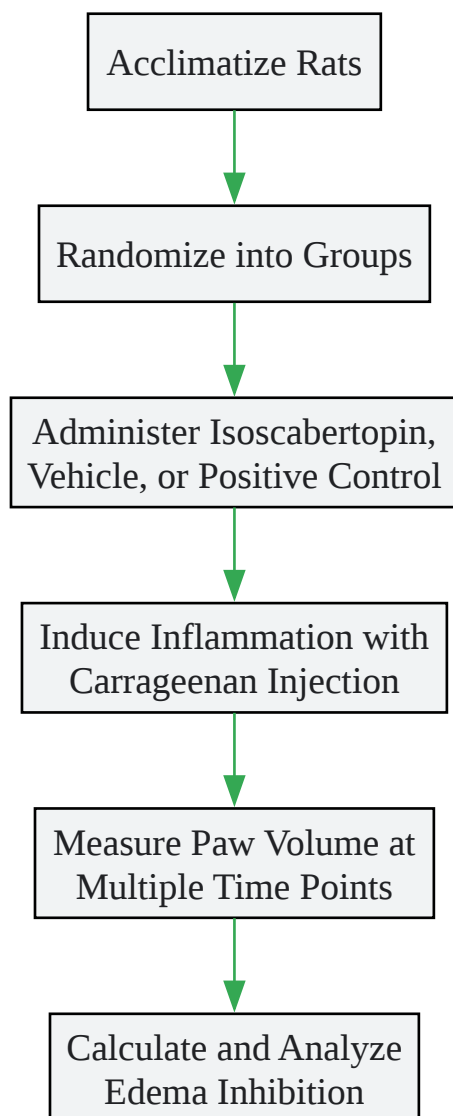 Acclimatize Rats
Randomize into Groups
Administer Isoscabertopin,
Vehicle, or Positive Control
Induce Inflammation with
Carrageenan Injection
Measure Paw Volume at
Multiple Time Points
Calculate and Analyze
Edema Inhibition